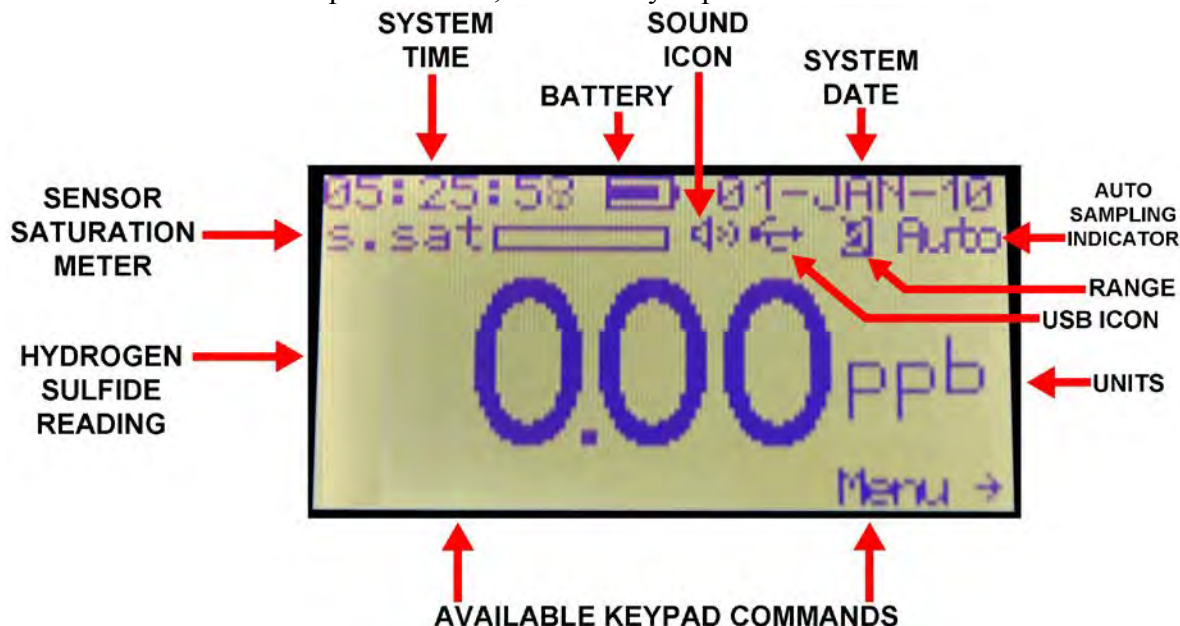 SYSTEM
TIME
SOUND
ICON
BATTERY
SYSTEM
DATE
SENSOR
SATURATION
METER
05:25:58 01-JAN-10
s.sat Auto
AUTO
SAMPLING
INDICATOR
RANGE
USB ICON
HYDROGEN
SULFIDE
READING
0.00 ppb
UNITS
Menu →
AVAILABLE KEYPAD COMMANDS